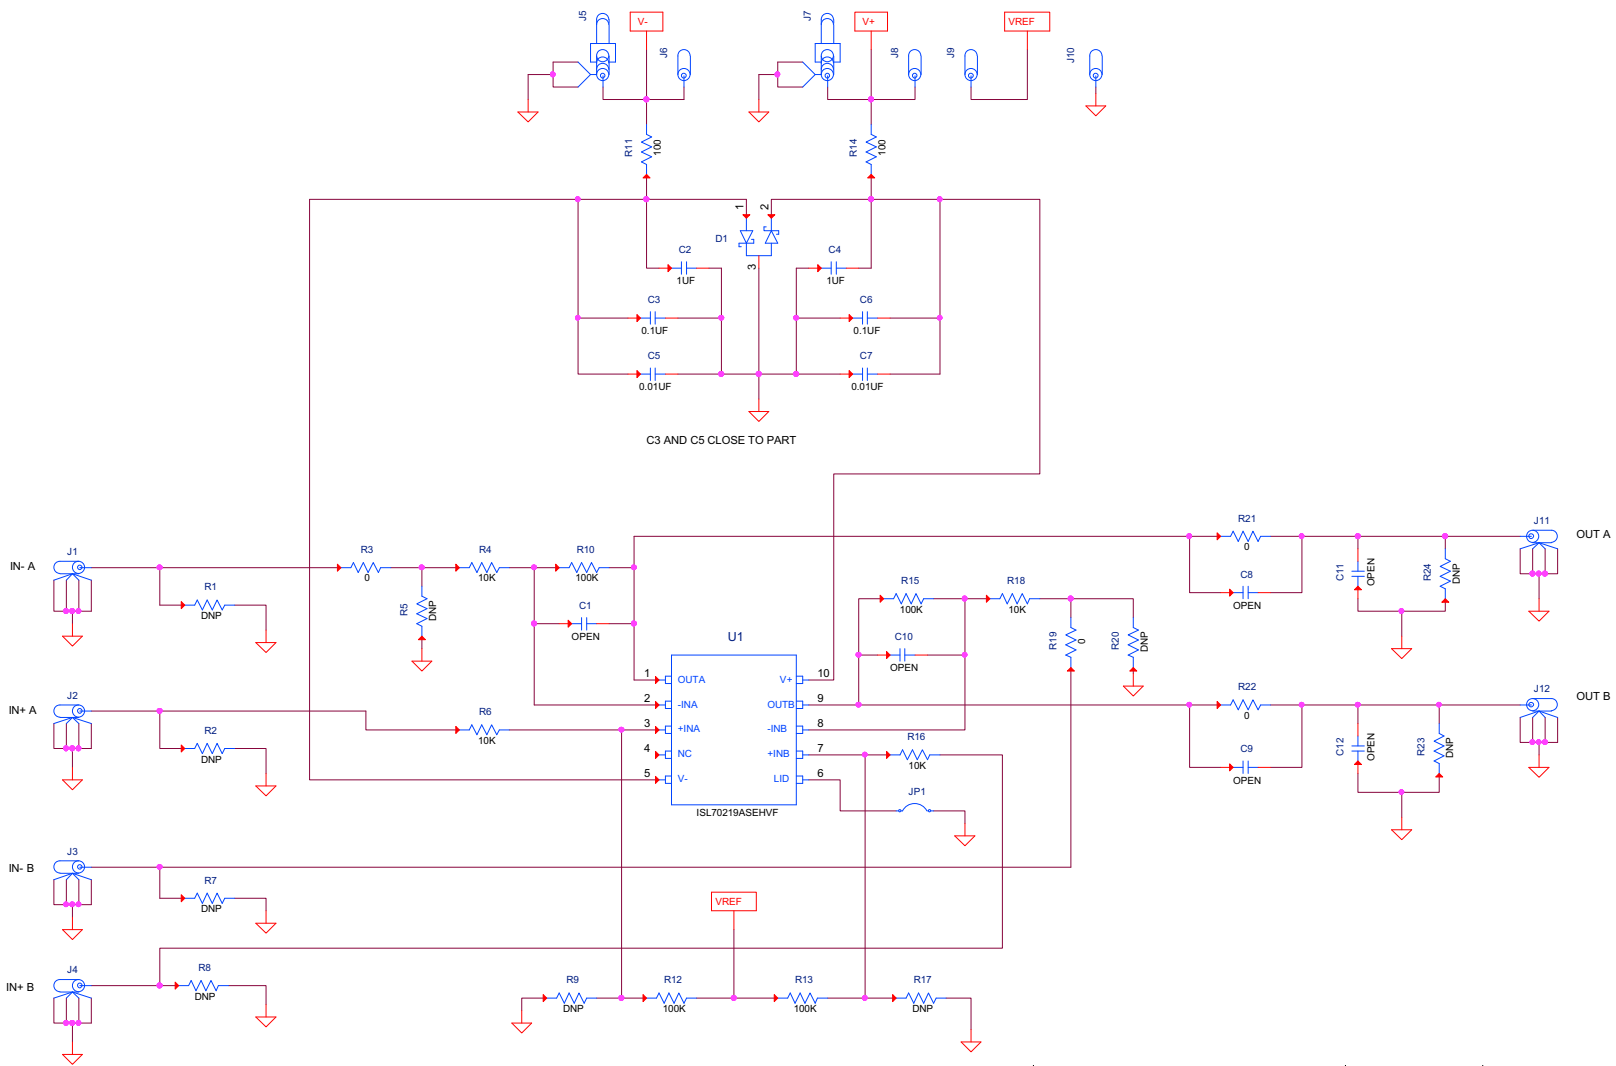 J5
V-
J6
J7
V+
J8
J9
VREF
J10
R11
100
R14
100
1
2
D1
3
C2
1UF
C4
1UF
C3
0.1UF
C6
0.1UF
C5
0.01UF
C7
0.01UF
C3 AND C5 CLOSE TO PART
IN- A
J1
R1
DNP
R3
0
R5
DNP
R4
10K
R10
100K
C1
OPEN
R21
0
C8
OPEN
C11
OPEN
R24
DNP
J11
OUT A
R15
100K
R18
10K
C10
OPEN
R19
0
R20
DNP
U1
1
OUTA
2
-INA
3
+INA
4
NC
5
V-
V+
10
OUTB
9
-INB
8
+INB
7
LID
6
ISL70219ASEHVF
IN+ A
J2
R2
DNP
R6
10K
R16
10K
JP1
R22
0
C9
OPEN
C12
OPEN
R23
DNP
J12
OUT B
IN- B
J3
R7
DNP
VREF
IN+ B
J4
R8
DNP
R9
DNP
R12
100K
R13
100K
R17
DNP